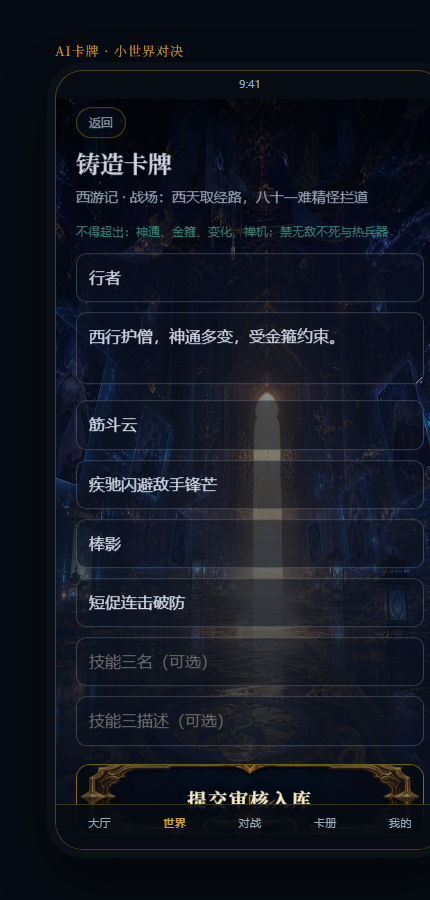 AI卡牌 · 小世界对决
9:41
返回
铸造卡牌
西游记 · 战场：西天取经路，八十一难精怪拦道
不得超出：神通、金箍、变化、禅机；禁无敌不死与热兵器
行者
西行护僧，神通多变，受金箍约束。
筋斗云
疾驰闪避敌手锋芒
棒影
短促连击破防
技能三名（可选）
技能三描述（可选）
提交审核入库
大厅 世界 对战 卡册 我的